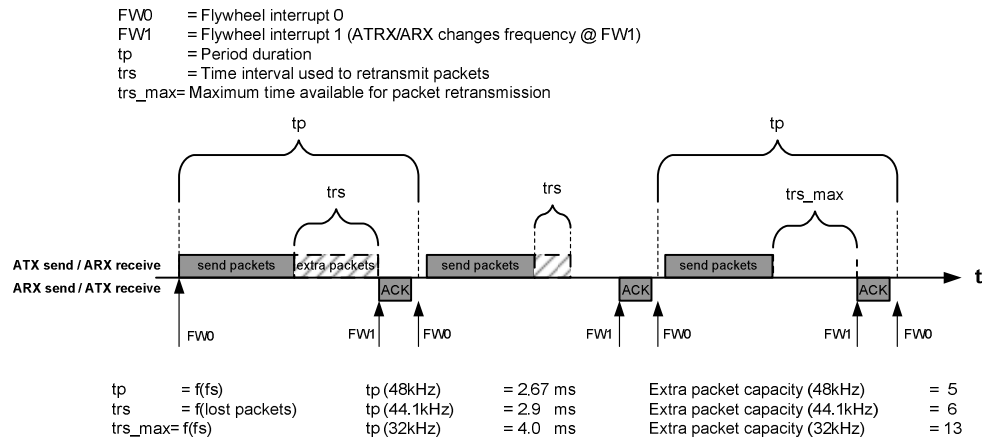 FW0 = Flywheel interrupt 0
FW1 = Flywheel interrupt 1 (ATRX/ARX changes frequency @ FW1)
tp = Period duration
trs = Time interval used to retransmit packets
trs_max= Maximum time available for packet retransmission
tp tp
trs trs trs_max
ATX send / ARX receive send packets extra packets send packets send packets
t
ARX send / ATX receive ACK ACK ACK
FW0 FW1 FW0 FW1 FW0 FW1 FW0
tp = f(fs) tp (48kHz) = 2.67 ms Extra packet capacity (48kHz) = 5
trs = f(lost packets) tp (44.1kHz) = 2.9 ms Extra packet capacity (44.1kHz) = 6
trs_max= f(fs) tp (32kHz) = 4.0 ms Extra packet capacity (32kHz) = 13